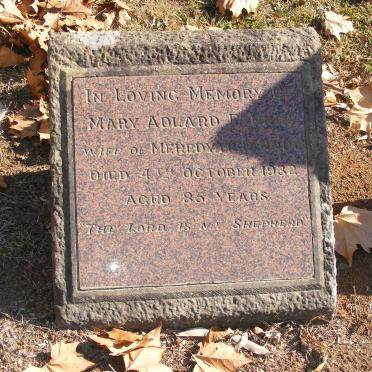 In Loving Memory
Mary Adlard
Wife of Meredyth
Died 4th October 1932
Aged 85 Years
"The Lord is my Shepherd"